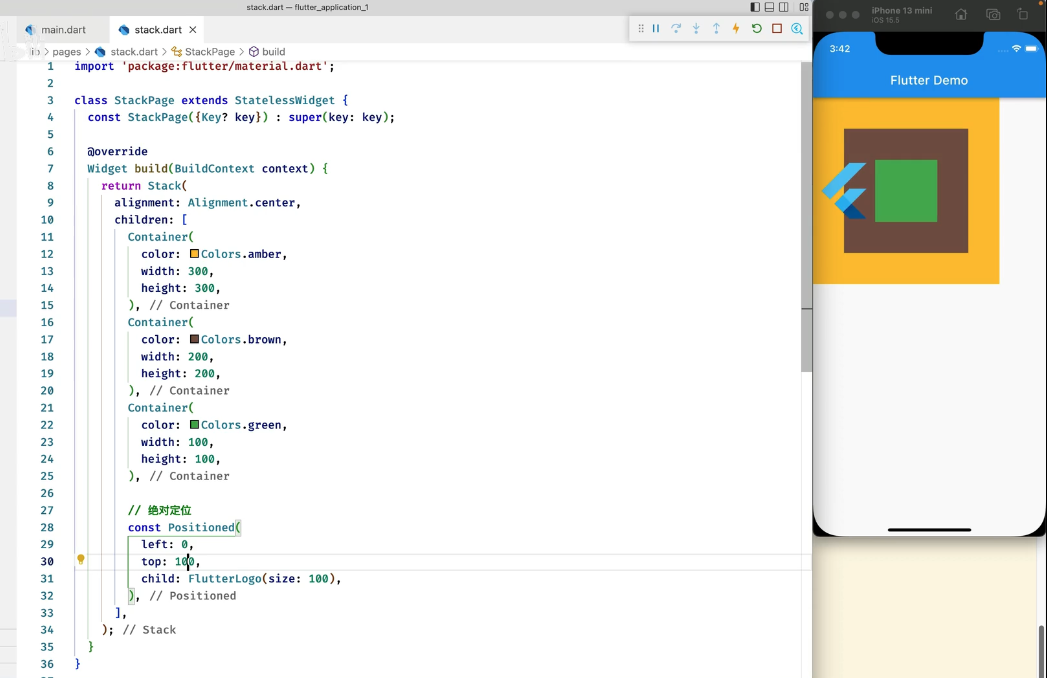 stack.dart — flutter_application_1
main.dart
stack.dart
lib > pages > stack.dart > StackPage > build
1 import 'package:flutter/material.dart';
2
3 class StackPage extends StatelessWidget {
4 const StackPage({Key? key}) : super(key: key);
5
6 @override
7 Widget build(BuildContext context) {
8 return Stack(
9 alignment: Alignment.center,
10 children: [
11 Container(
12 color: Colors.amber,
13 width: 300,
14 height: 300,
15 ), // Container
16 Container(
17 color: Colors.brown,
18 width: 200,
19 height: 200,
20 ), // Container
21 Container(
22 color: Colors.green,
23 width: 100,
24 height: 100,
25 ), // Container
26
27 // 绝对定位
28 const Positioned(
29 left: 0,
30 top: 100,
31 child: FlutterLogo(size: 100),
32 ), // Positioned
33 ],
34 ); // Stack
35 }
36 }
iPhone 13 mini
iOS 15.5
3:42
Flutter Demo